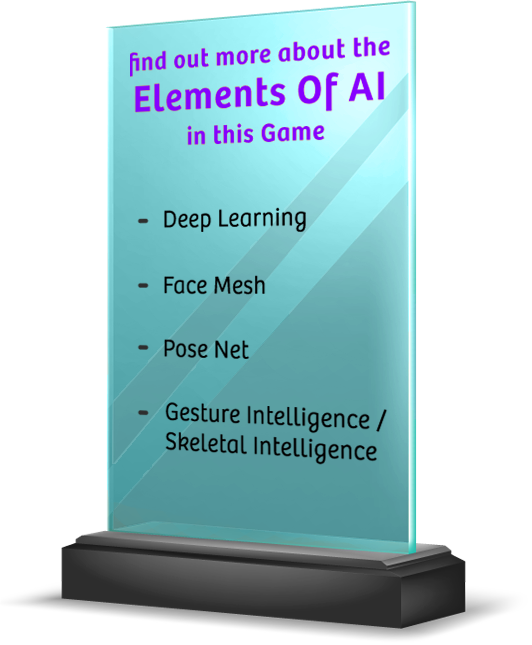 find out more about the
Elements Of AI
in this Game
- Deep Learning
- Face Mesh
- Pose Net
- Gesture Intelligence /
Skeletal Intelligence